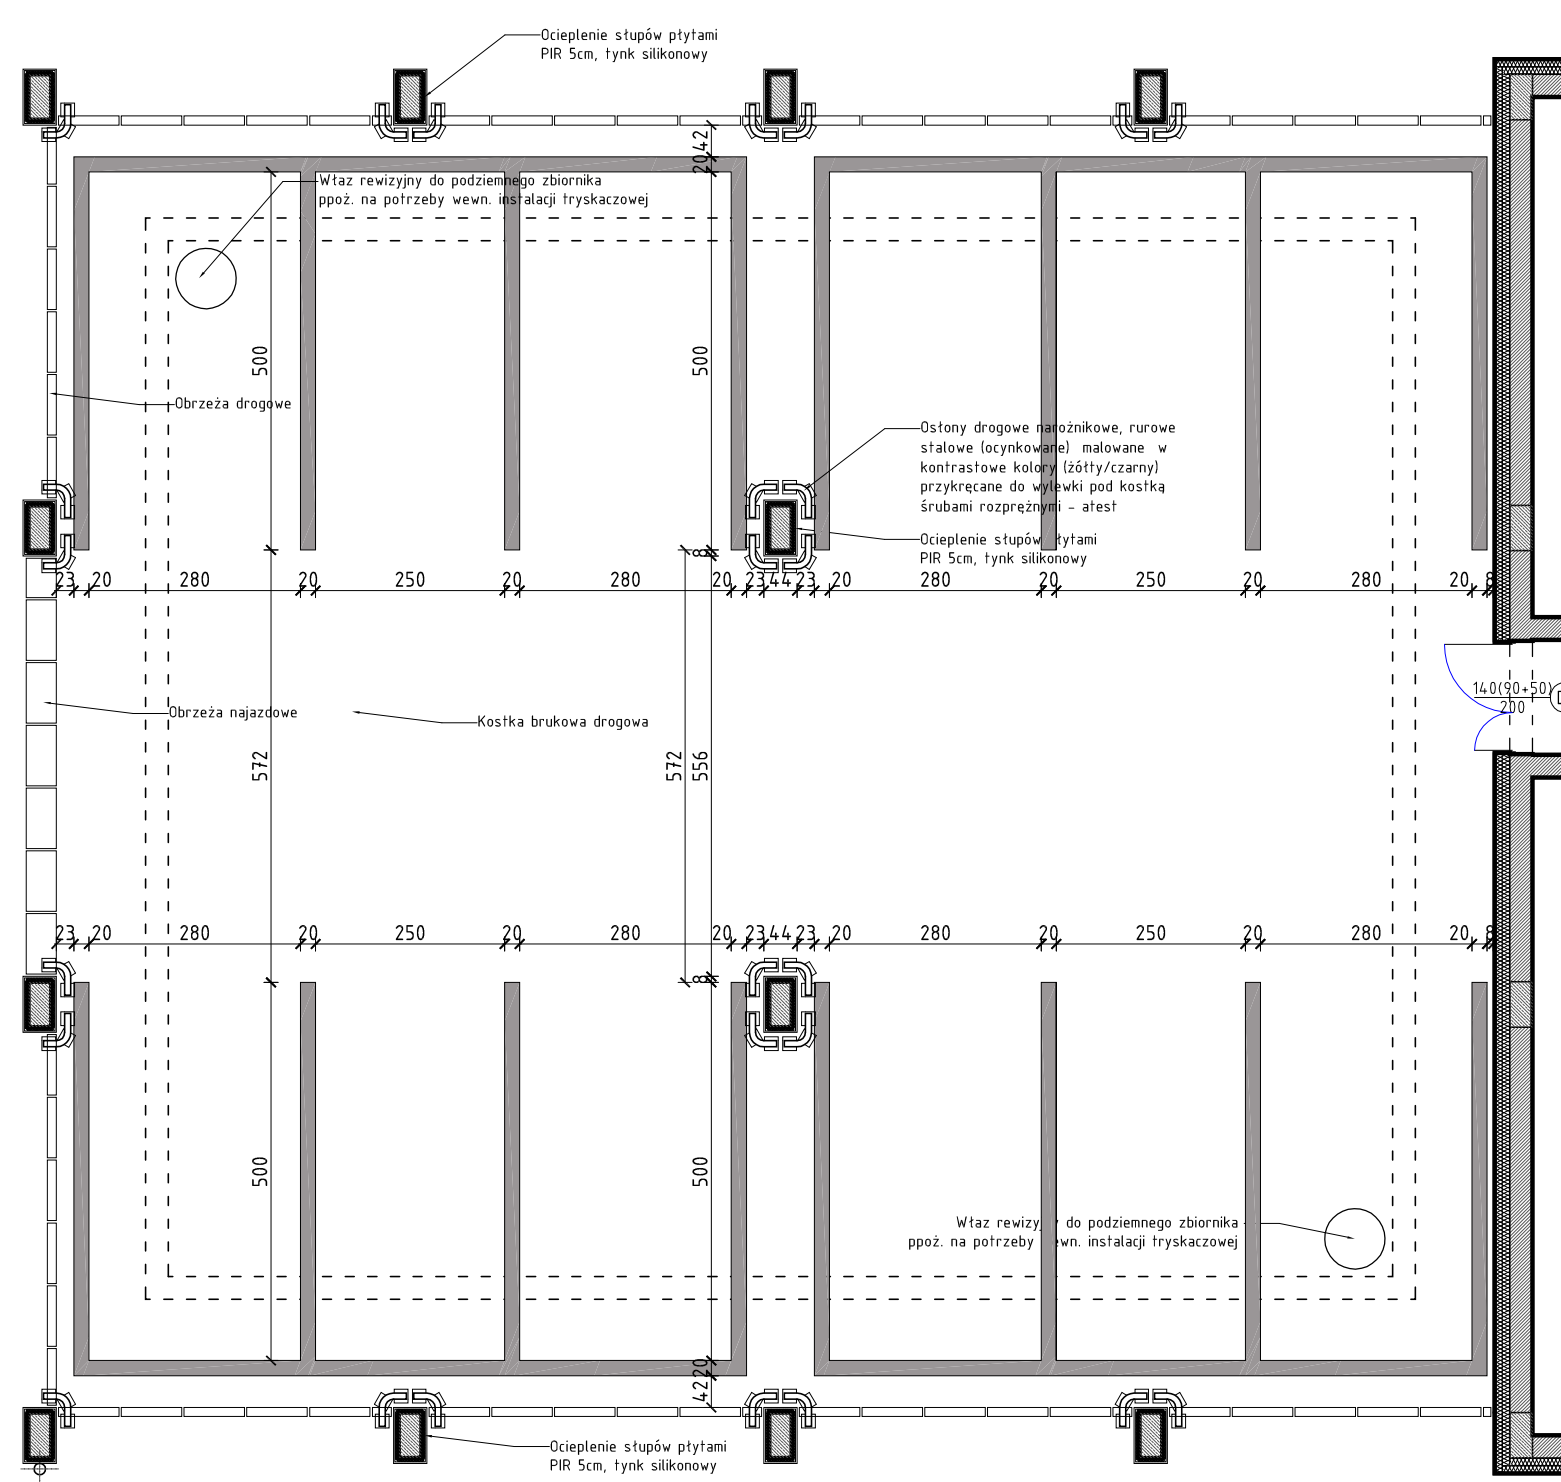 Ocieplenie słupów płytami
PIR 5cm, tynk silikonowy
42
20
Właz rewizyjny do podziemnego zbiornika
ppoż. na potrzeby wewn. instalacji tryskaczowej
500
500
Obrzeża drogowe
Osłony drogowe narożnikowe, rurowe
stalowe (ocynkowane) malowane w
kontrastowe kolory (żółty/czarny)
przykręcane do wylewki pod kostką
śrubami rozprężnymi – atest
Ocieplenie słupów płytami
PIR 5cm, tynk silikonowy
8
23 20 280 20 250 20 280 20 23 44 23 20 280 20 250 20 280 20 8
140(90+50)
200
Obrzeża najazdowe
Kostka brukowa drogowa
572
572
556
23 20 280 20 250 20 280 20 23 44 23 20 280 20 250 20 280 20 8
8
500
500
Właz rewizyjny do podziemnego zbiornika
ppoż. na potrzeby wewn. instalacji tryskaczowej
20
42
Ocieplenie słupów płytami
PIR 5cm, tynk silikonowy